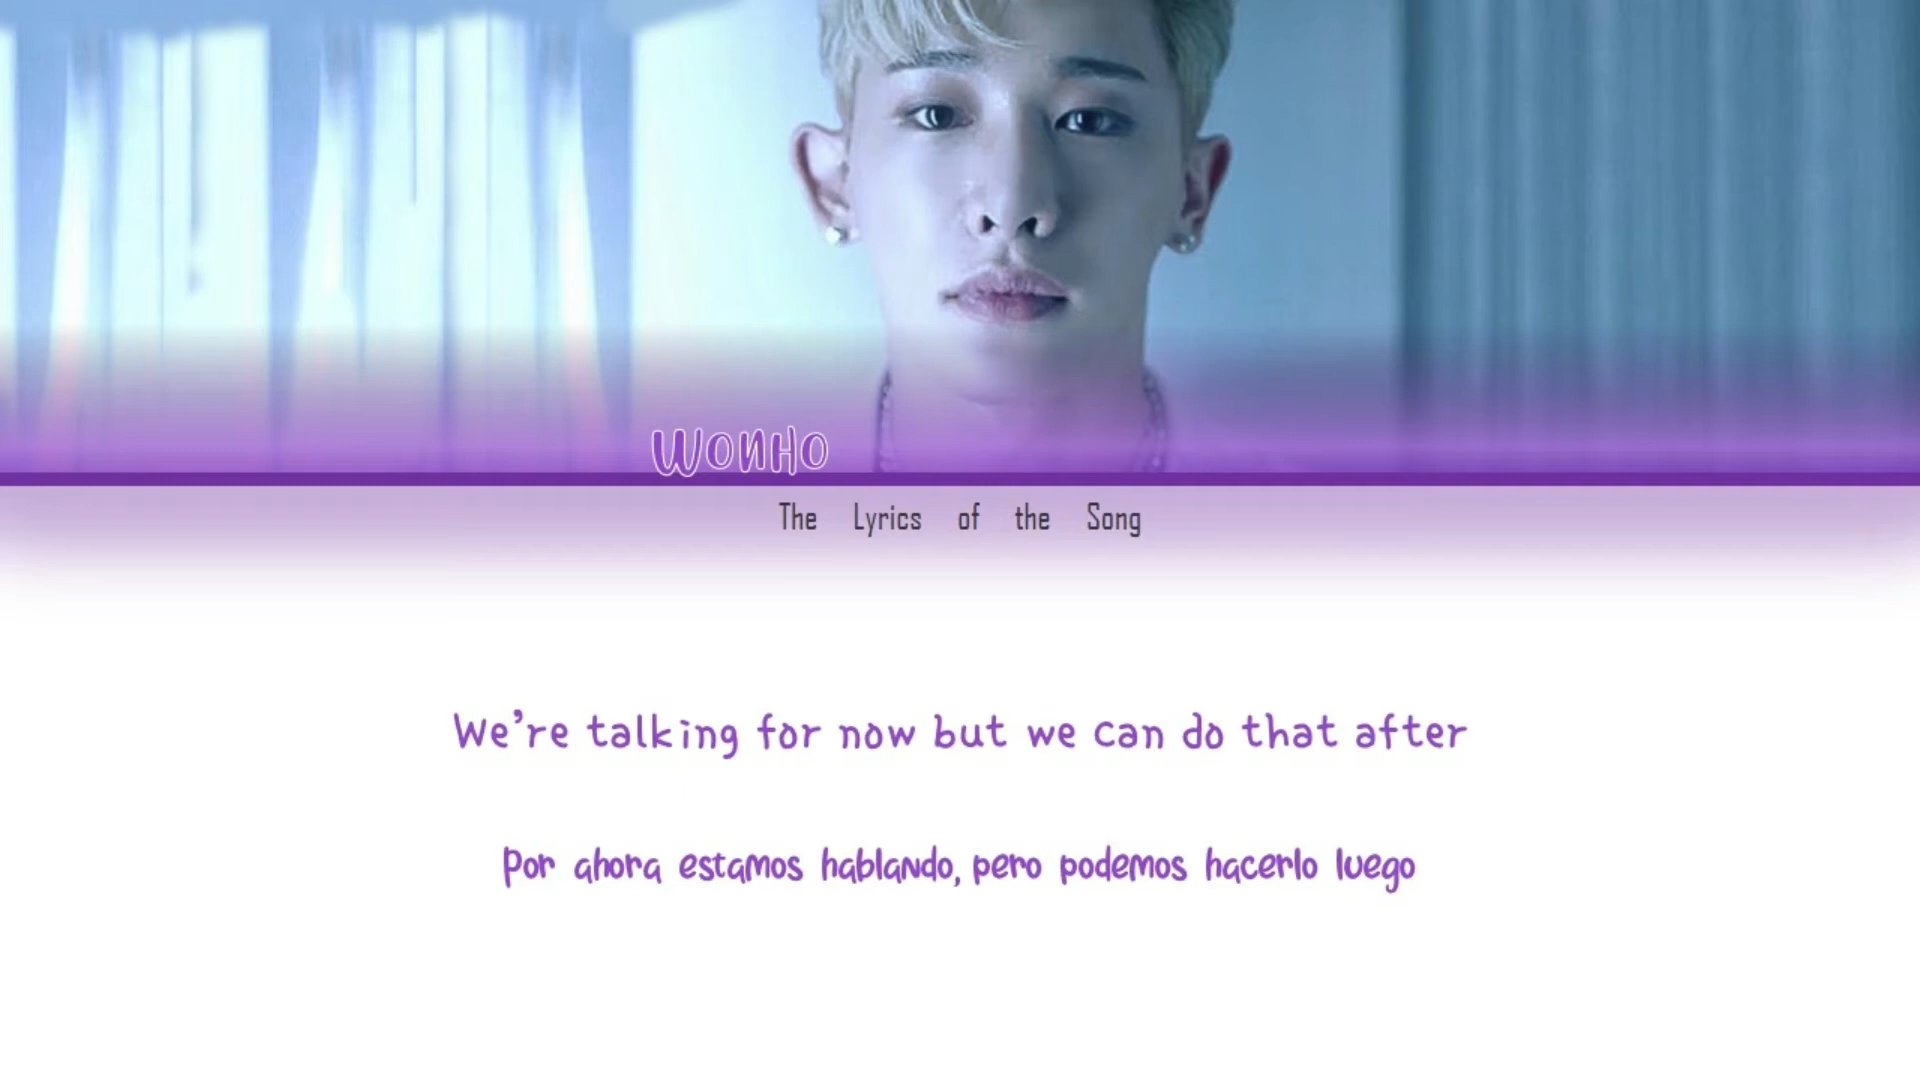 WONHO
The Lyrics of the Song
We're talking for now but we can do that after
Por ahora estamos hablando, pero podemos hacerlo luego